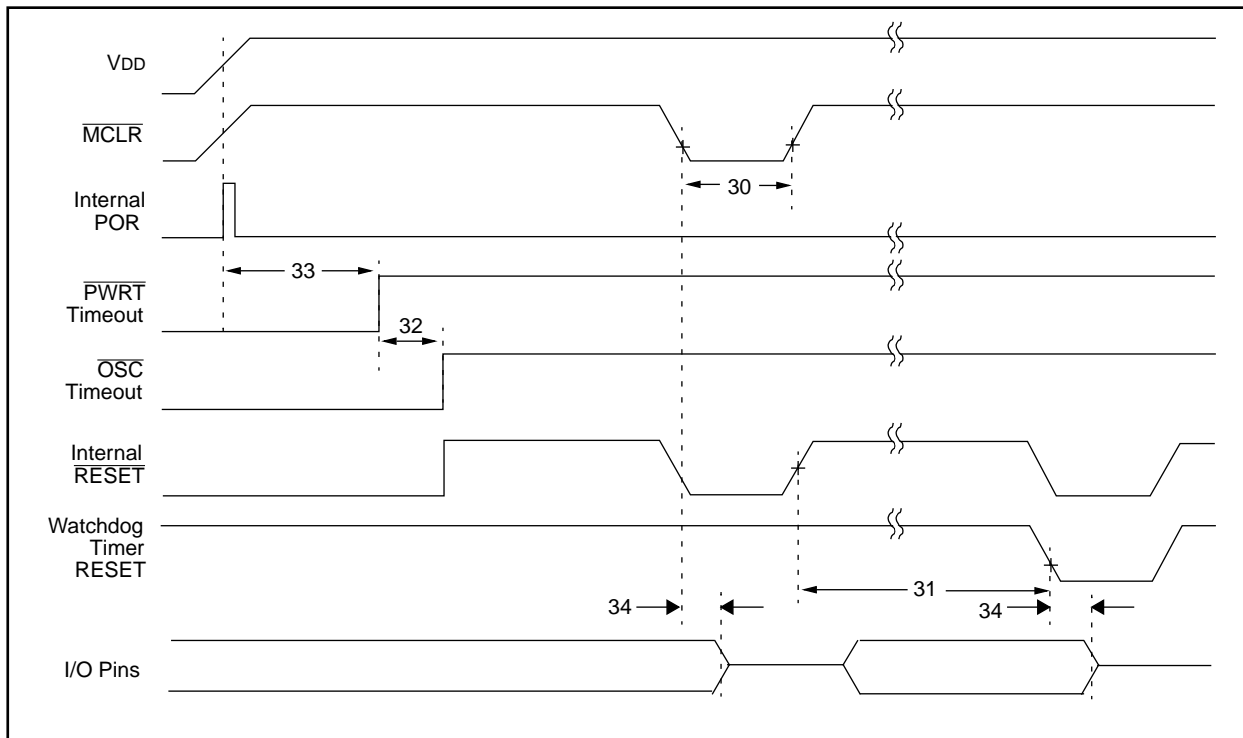 VDD
MCLR
30
Internal
POR
33
PWRT
Timeout
32
OSC
Timeout
Internal
RESET
Watchdog
Timer
RESET
31
34
34
I/O Pins